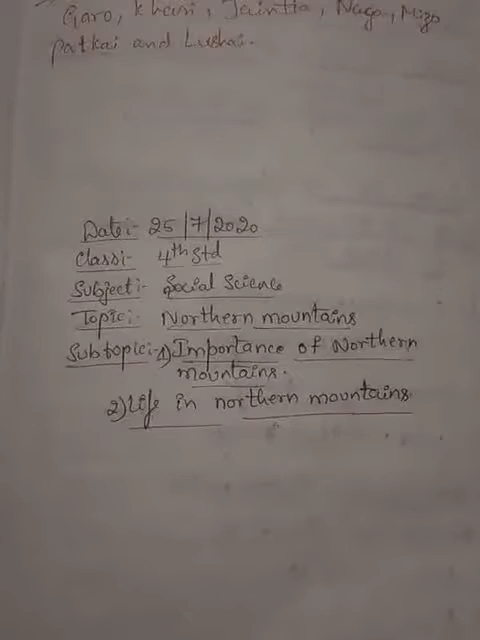 Garo, Khasi, Jaintia, Naga, Mizo
Patkai and Lushai.
Date:- 25/7/2020
Class:- 4th Std
Subject:- Social Science
Topic:- Northern mountains
Subtopic:- 1) Importance of Northern
mountains.
2) Life in northern mountains